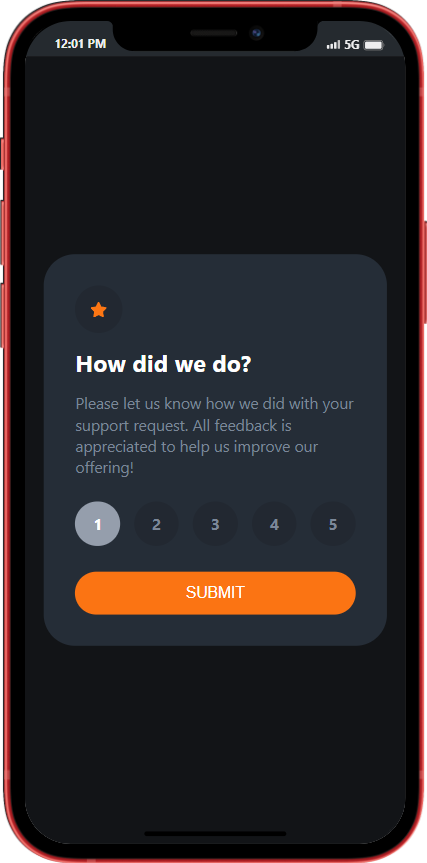 12:01 PM 5G
How did we do?
Please let us know how we did with your
support request. All feedback is
appreciated to help us improve our
offering!
1 2 3 4 5
SUBMIT